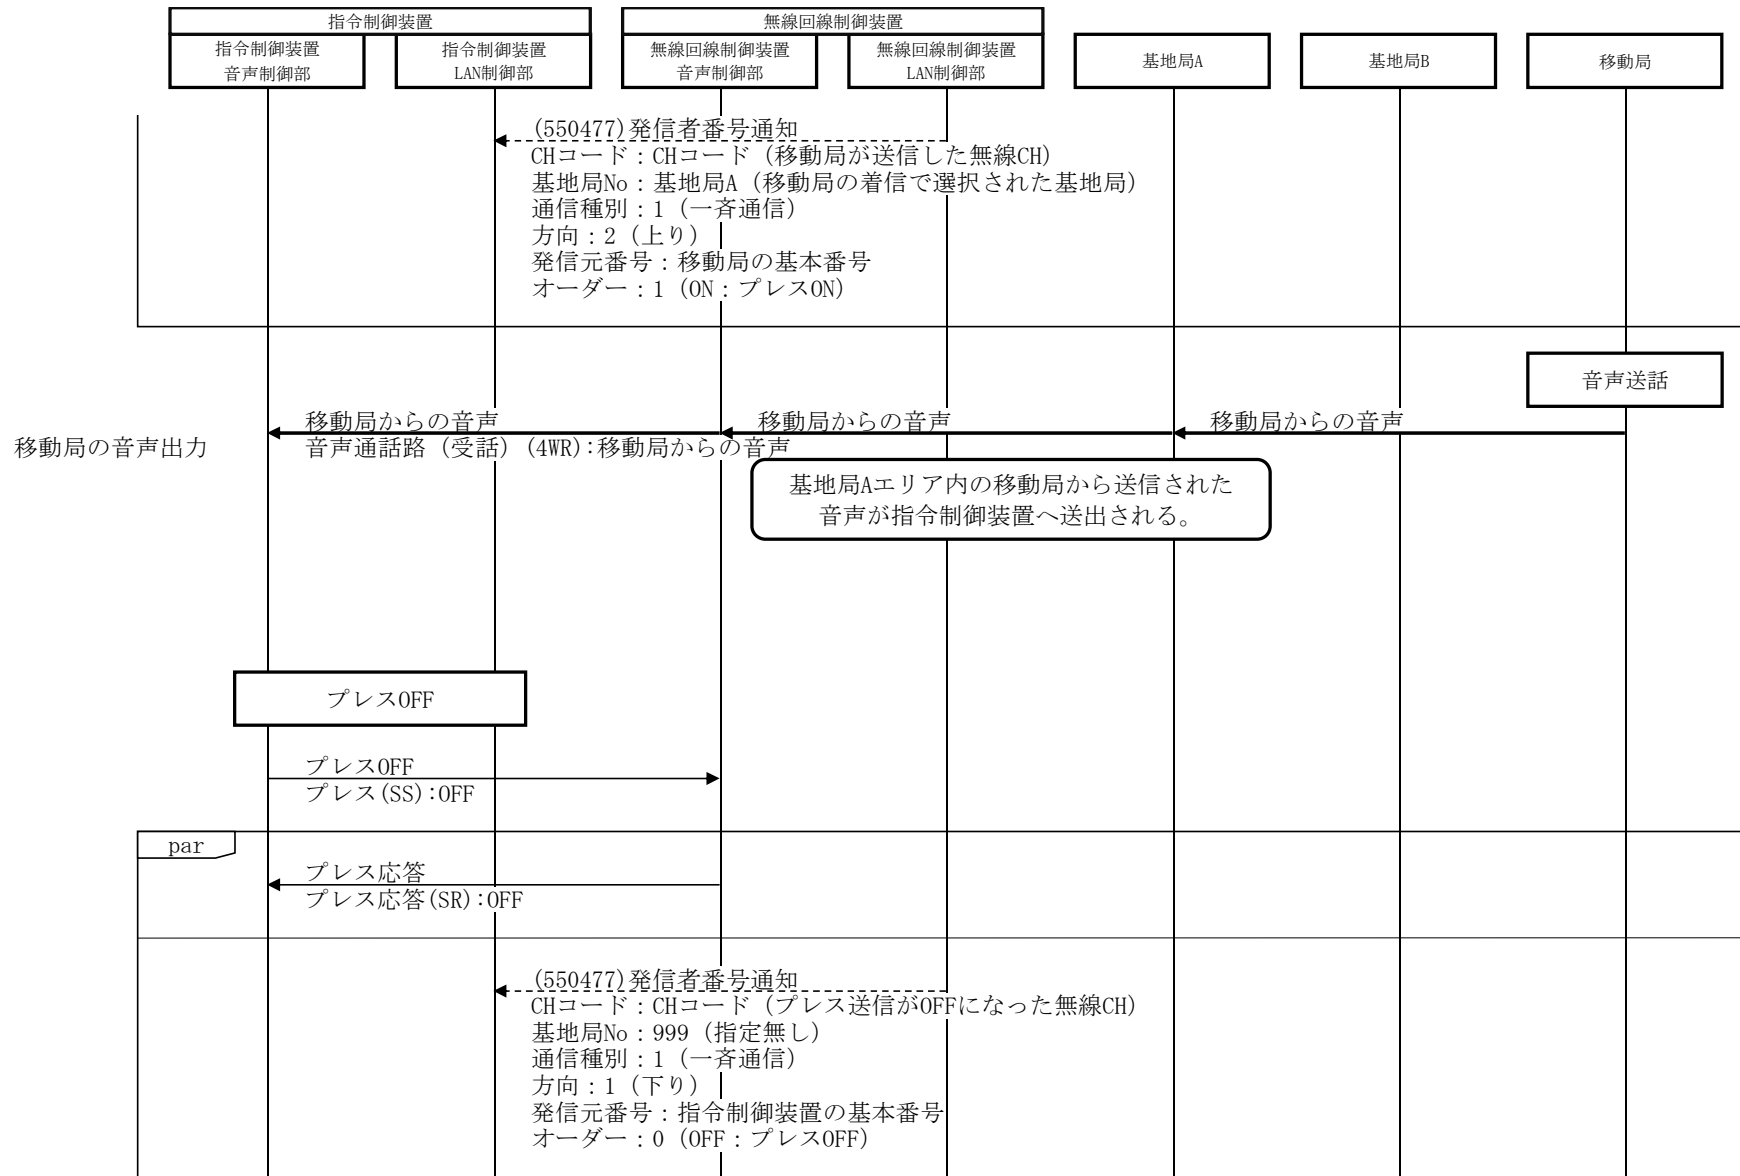 指令制御装置
無線回線制御装置
指令制御装置
音声制御部
指令制御装置
LAN制御部
無線回線制御装置
音声制御部
無線回線制御装置
LAN制御部
基地局A
基地局B
移動局
(550477)発信者番号通知
CHコード：CHコード（移動局が送信した無線CH）
基地局No：基地局A（移動局の着信で選択された基地局）
通信種別：1（一斉通信）
方向：2（上り）
発信元番号：移動局の基本番号
オーダー：1（ON：プレスON）
音声送話
移動局からの音声
移動局からの音声
移動局からの音声
移動局の音声出力
音声通話路（受話）(4WR):移動局からの音声
基地局Aエリア内の移動局から送信された
音声が指令制御装置へ送出される。
プレスOFF
プレスOFF
プレス(SS):OFF
par
プレス応答
プレス応答(SR):OFF
(550477)発信者番号通知
CHコード：CHコード（プレス送信がOFFになった無線CH）
基地局No：999（指定無し）
通信種別：1（一斉通信）
方向：1（下り）
発信元番号：指令制御装置の基本番号
オーダー：0（OFF：プレスOFF）